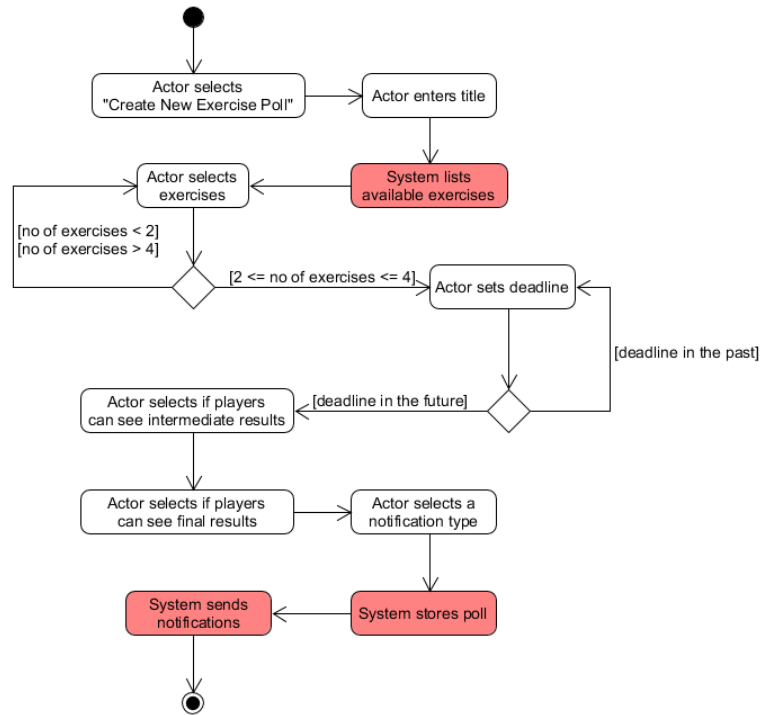 Actor selects
"Create New Exercise Poll"
Actor enters title
System lists
available exercises
Actor selects
exercises
[no of exercises < 2]
[no of exercises > 4]
[2 <= no of exercises <= 4]
Actor sets deadline
[deadline in the past]
[deadline in the future]
Actor selects if players
can see intermediate results
Actor selects if players
can see final results
Actor selects a
notification type
System stores poll
System sends
notifications